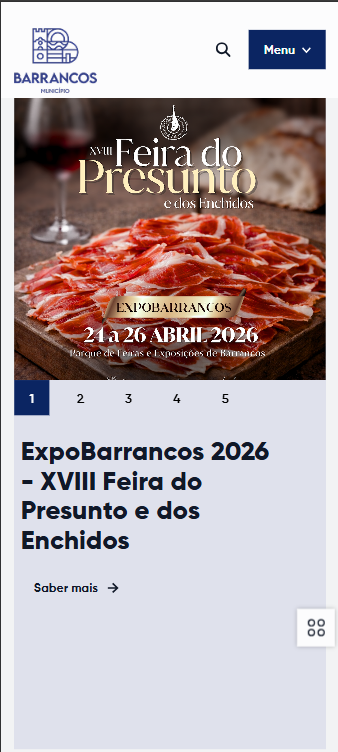 BARRANCOS
MUNICÍPIO
Menu
XVIII Feira do
Presunto
e dos Enchidos
EXPOBARRANCOS
24 a 26 ABRIL 2026
Parque de Feiras e Exposições de Barrancos
1 2 3 4 5
ExpoBarrancos 2026
- XVIII Feira do
Presunto e dos
Enchidos
Saber mais